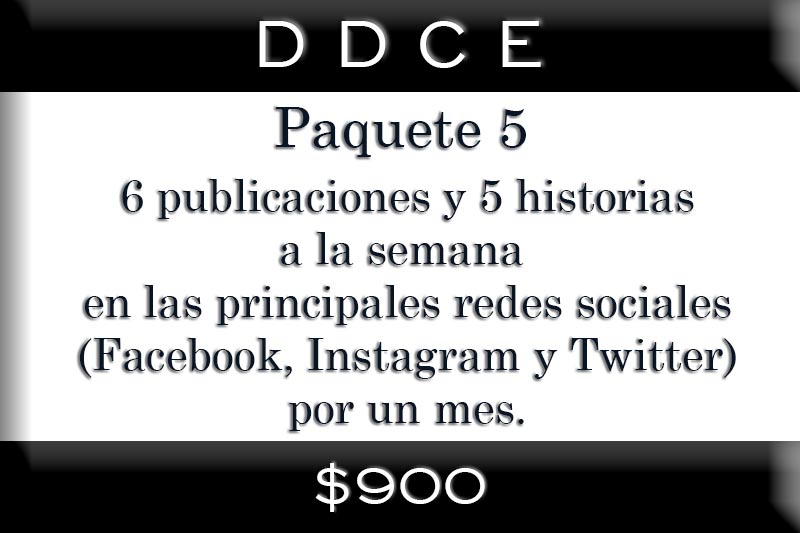 DDCE
Paquete 5
6 publicaciones y 5 historias
a la semana
en las principales redes sociales
(Facebook, Instagram y Twitter)
por un mes.
$900